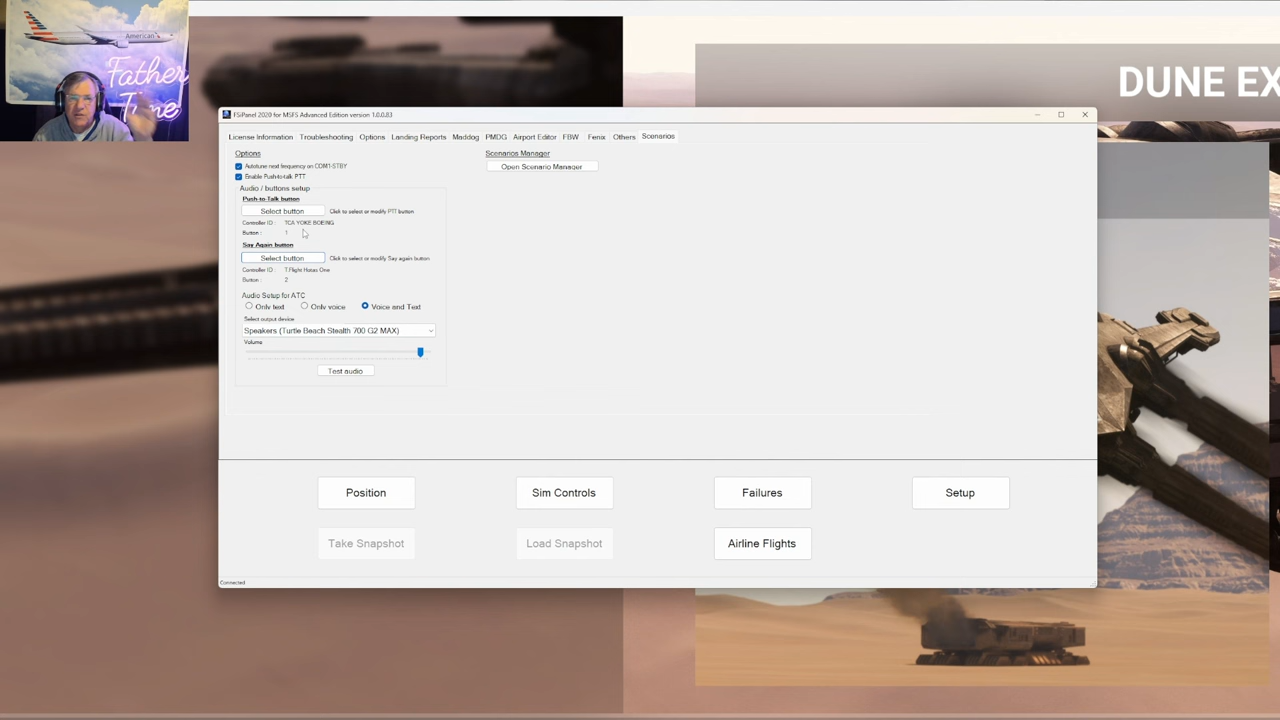 American
Father
Time
DUNE EX
FSiPanel 2020 for MSFS Advanced Edition version 1.0.0.83
License Information Troubleshooting Options Landing Reports Maddog PMDG Airport Editor FBW Fenix Others Scenarios
Options
Autotune next frequency on COM1-STBY
Enable Push-to-talk PTT
Audio / buttons setup
Push-to-Talk button
Select button Click to select or modify PTT button
Controller ID : TCA YOKE BOEING
Button : 1
Say Again button
Select button Click to select or modify Say again button
Controller ID : T.Flight Hotas One
Button : 2
Audio Setup for ATC
Only text Only voice Voice and Text
Select output device
Speakers (Turtle Beach Stealth 700 G2 MAX)
Volume
Test audio
Scenarios Manager
Open Scenario Manager
Position Sim Controls Failures Setup
Take Snapshot Load Snapshot Airline Flights
Connected